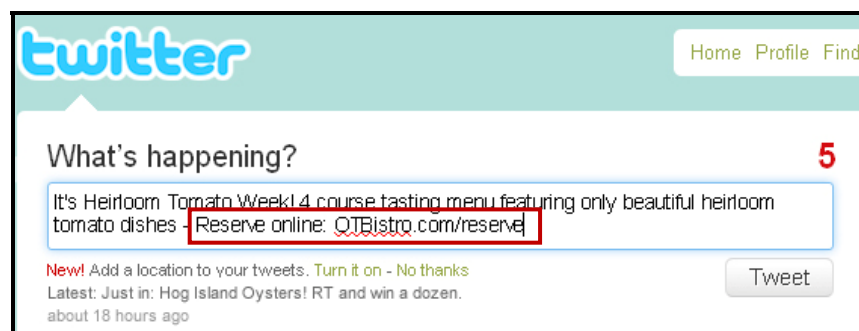 twitter
Home Profile Find
What's happening?
5
It's Heirloom Tomato Week! 4 course tasting menu featuring only beautiful heirloom
tomato dishes - Reserve online: OTBistro.com/reserve
New! Add a location to your tweets. Turn it on - No thanks
Tweet
Latest: Just in: Hog Island Oysters! RT and win a dozen.
about 18 hours ago